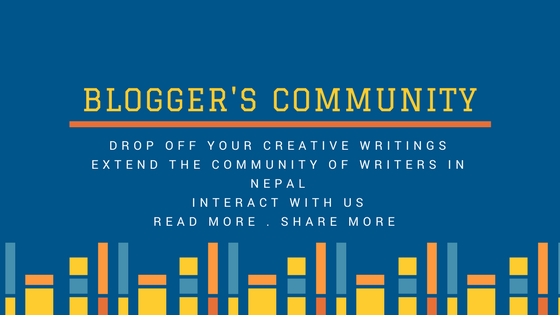 BLOGGER'S COMMUNITY
DROP OFF YOUR CREATIVE WRITINGS
EXTEND THE COMMUNITY OF WRITERS IN
NEPAL
INTERACT WITH US
READ MORE . SHARE MORE